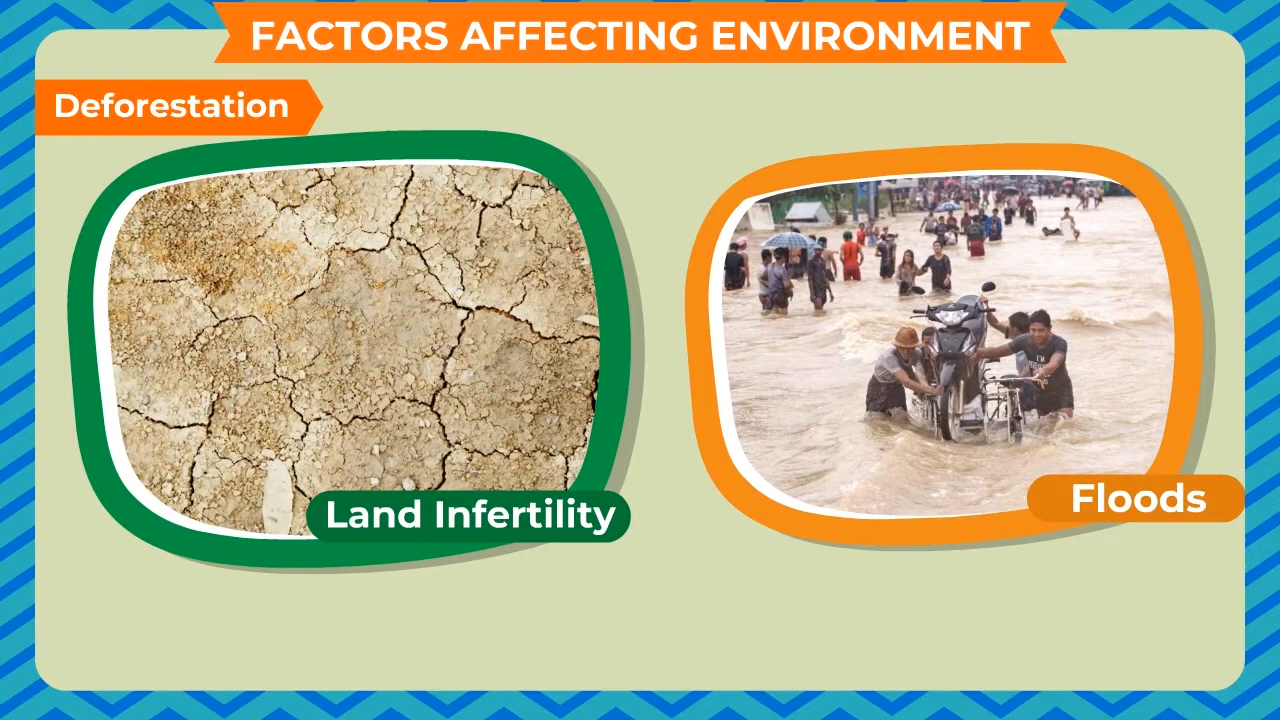 FACTORS AFFECTING ENVIRONMENT
Deforestation
Land Infertility
Floods